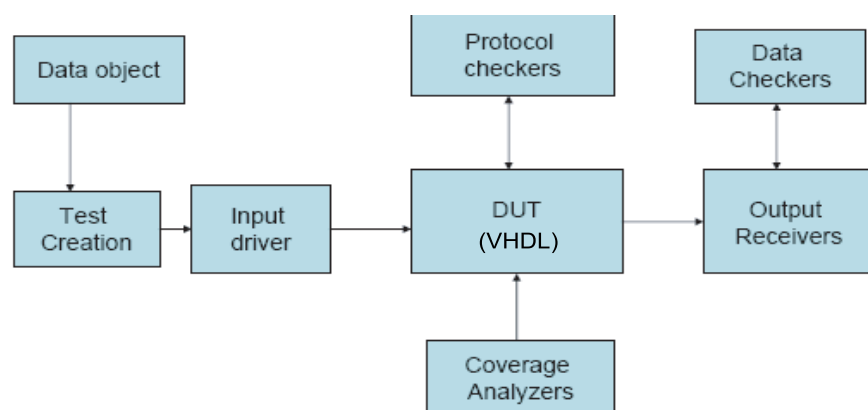 Data object
Protocol
checkers
Data
Checkers
Test
Creation
Input
driver
DUT
(VHDL)
Output
Receivers
Coverage
Analyzers